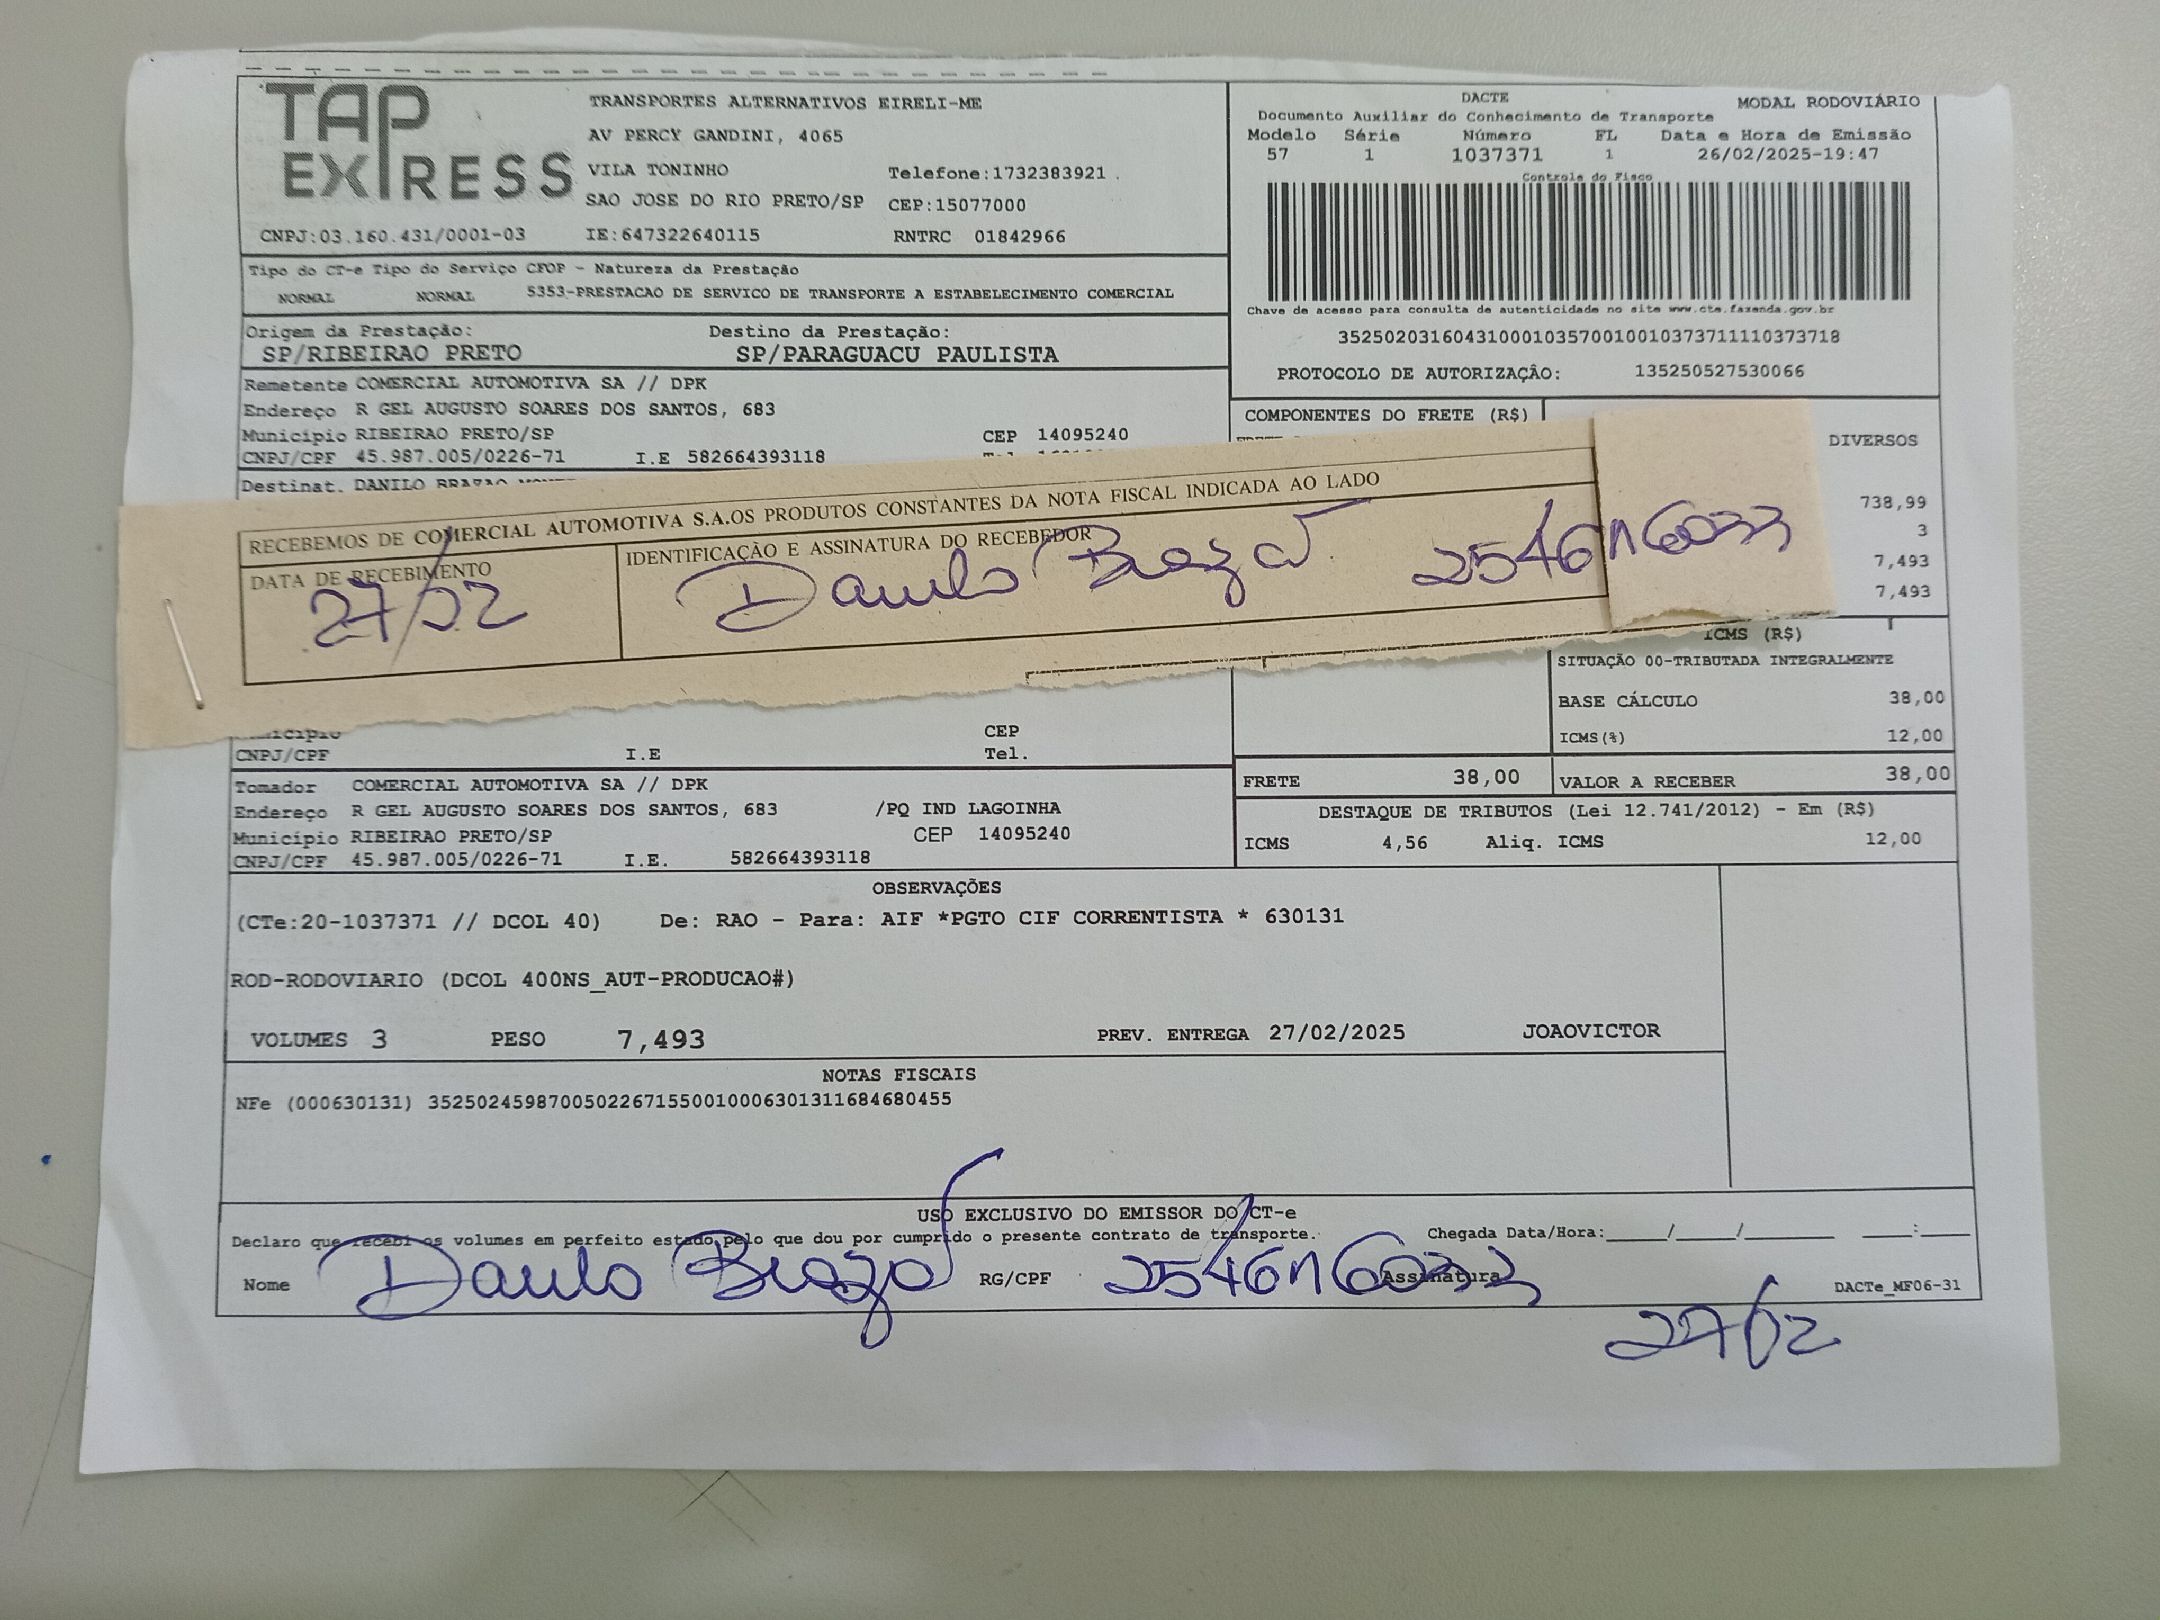 TAP EXPRESS
TRANSPORTES ALTERNATIVOS EIRELI-ME
AV PERCY GANDINI, 4065
VILA TONINHO Telefone:1732383921
SAO JOSE DO RIO PRETO/SP CEP:15077000
CNPJ:03.160.431/0001-03 IE:647322640115 RNTRC 01842966
DACTE MODAL RODOVIÁRIO
Documento Auxiliar do Conhecimento de Transporte
Modelo Série Número FL Data e Hora de Emissão
57 1 1037371 1 26/02/2025-19:47
Controle do Fisco
Chave de acesso para consulta de autenticidade no site www.cte.fazenda.gov.br
35250203160431000103570010010373711110373718
PROTOCOLO DE AUTORIZAÇÃO: 135250527530066
Tipo do CT-e Tipo do Serviço CFOP - Natureza da Prestação
NORMAL NORMAL 5353-PRESTACAO DE SERVICO DE TRANSPORTE A ESTABELECIMENTO COMERCIAL
Origem da Prestação: Destino da Prestação:
SP/RIBEIRAO PRETO SP/PARAGUACU PAULISTA
Remetente COMERCIAL AUTOMOTIVA SA // DPK
Endereço R GEL AUGUSTO SOARES DOS SANTOS, 683
Município RIBEIRAO PRETO/SP CEP 14095240
CNPJ/CPF 45.987.005/0226-71 I.E 582664393118
Destinat. DANILO BRAZAO
COMPONENTES DO FRETE (R$)
DIVERSOS
738,99
3
7,493
7,493
RECEBEMOS DE COMERCIAL AUTOMOTIVA S.A.OS PRODUTOS CONSTANTES DA NOTA FISCAL INDICADA AO LADO
DATA DE RECEBIMENTO IDENTIFICAÇÃO E ASSINATURA DO RECEBEDOR
27/02 Danilo
ICMS (R$)
SITUAÇÃO 00-TRIBUTADA INTEGRALMENTE
BASE CÁLCULO 38,00
ICMS(%) 12,00
Município CEP
CNPJ/CPF I.E Tel.
FRETE 38,00 VALOR A RECEBER 38,00
Tomador COMERCIAL AUTOMOTIVA SA // DPK
Endereço R GEL AUGUSTO SOARES DOS SANTOS, 683 /PQ IND LAGOINHA
Município RIBEIRAO PRETO/SP CEP 14095240
CNPJ/CPF 45.987.005/0226-71 I.E. 582664393118
DESTAQUE DE TRIBUTOS (Lei 12.741/2012) - Em (R$)
ICMS 4,56 Aliq. ICMS 12,00
OBSERVAÇÕES
(CTe:20-1037371 // DCOL 40) De: RAO - Para: AIF *PGTO CIF CORRENTISTA * 630131
ROD-RODOVIARIO (DCOL 400NS_AUT-PRODUCAO#)
VOLUMES 3 PESO 7,493 PREV. ENTREGA 27/02/2025 JOAOVICTOR
NOTAS FISCAIS
NFe (000630131) 35250245987005022671550010006301311684680455
USO EXCLUSIVO DO EMISSOR DO CT-e
Declaro que recebi os volumes em perfeito estado pelo que dou por cumprido o presente contrato de transporte. Chegada Data/Hora:_____/_____/________ ____:____
Nome Danilo RG/CPF Assinatura DACTe_MF06-31
27/02